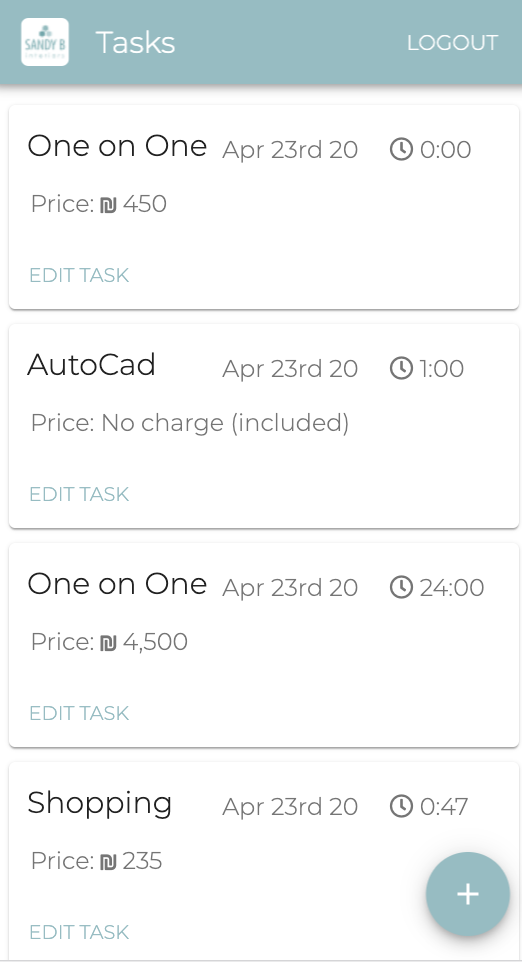 SANDY B
interiors
Tasks
LOGOUT
One on One Apr 23rd 20 0:00
Price: ₪ 450
EDIT TASK
AutoCad Apr 23rd 20 1:00
Price: No charge (included)
EDIT TASK
One on One Apr 23rd 20 24:00
Price: ₪ 4,500
EDIT TASK
Shopping Apr 23rd 20 0:47
Price: ₪ 235
+
EDIT TASK